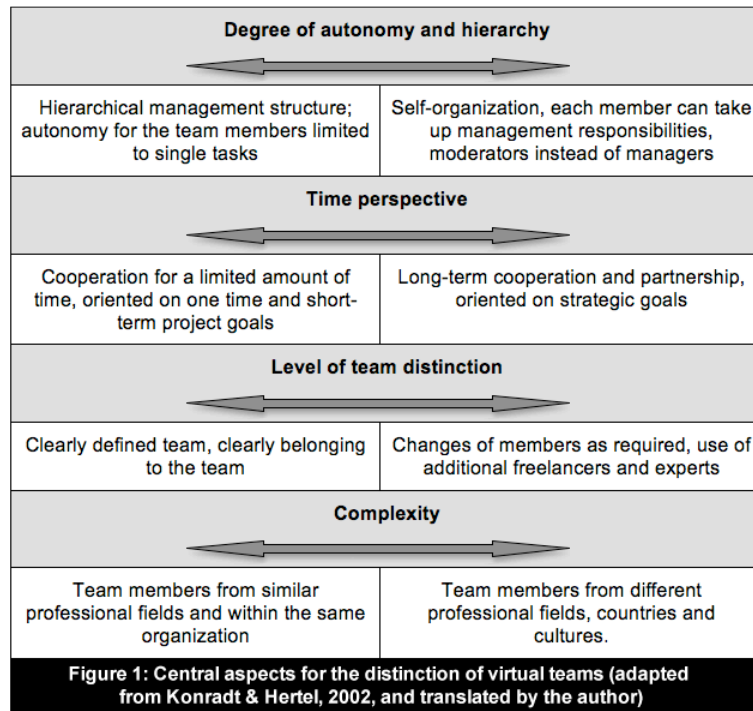 Degree of autonomy and hierarchy
Hierarchical management structure;
autonomy for the team members limited
to single tasks
Self-organization, each member can take
up management responsibilities,
moderators instead of managers
Time perspective
Cooperation for a limited amount of
time, oriented on one time and short-
term project goals
Long-term cooperation and partnership,
oriented on strategic goals
Level of team distinction
Clearly defined team, clearly belonging
to the team
Changes of members as required, use of
additional freelancers and experts
Complexity
Team members from similar
professional fields and within the same
organization
Team members from different
professional fields, countries and
cultures.
Figure 1: Central aspects for the distinction of virtual teams (adapted
from Konradt & Hertel, 2002, and translated by the author)